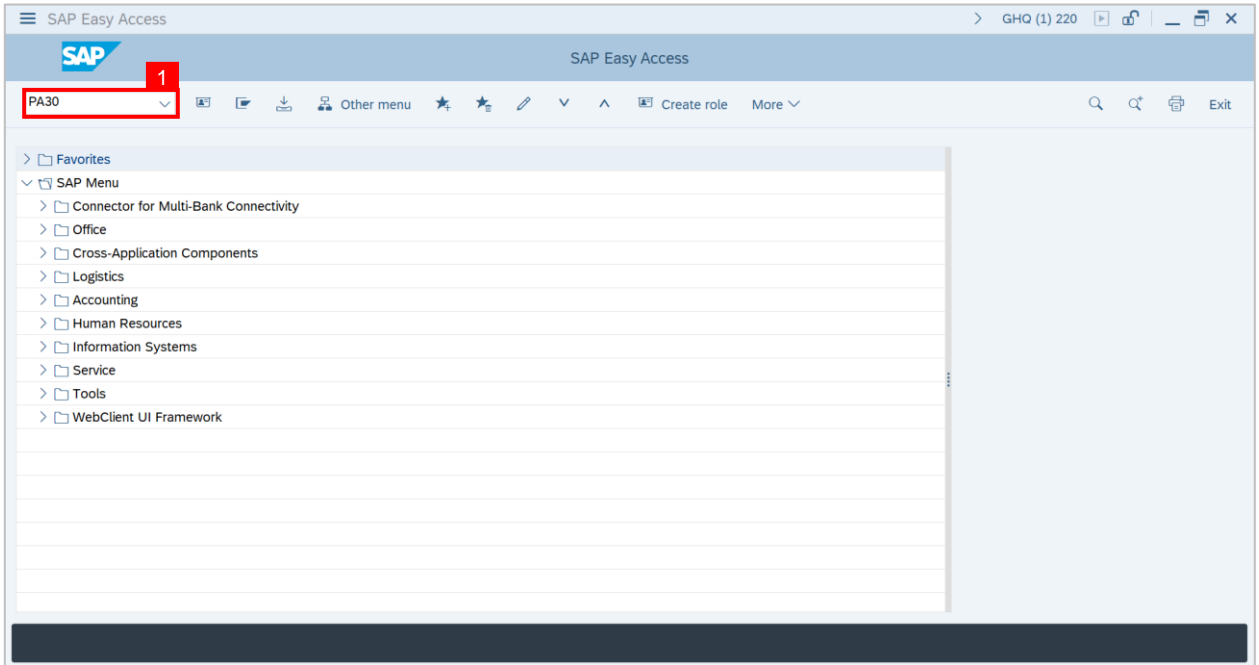 SAP Easy Access
GHQ (1) 220
SAP
SAP Easy Access
1
PA30
Other menu
Create role
More
Exit
Favorites
SAP Menu
Connector for Multi-Bank Connectivity
Office
Cross-Application Components
Logistics
Accounting
Human Resources
Information Systems
Service
Tools
WebClient UI Framework